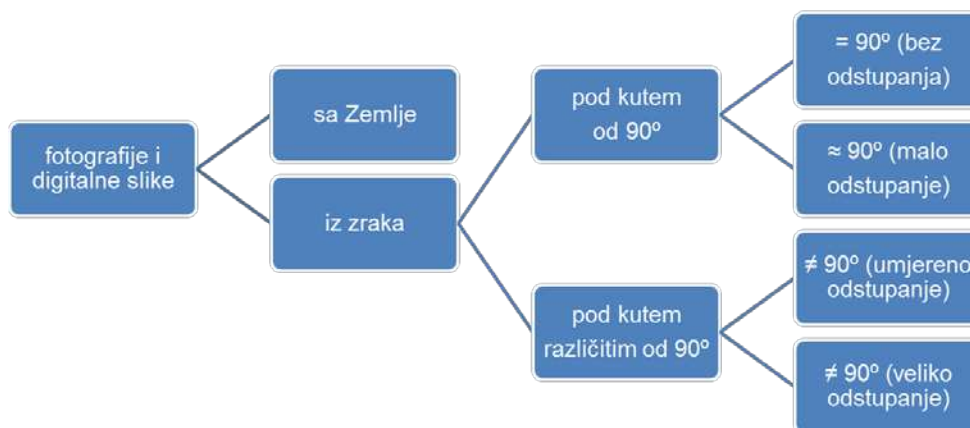 fotografije i
digitalne slike
sa Zemlje
iz zraka
pod kutem
od 90º
pod kutem
različitim od 90º
= 90º (bez
odstupanja)
≈ 90º (malo
odstupanje)
≠ 90º (umjereno
odstupanje)
≠ 90º (veliko
odstupanje)